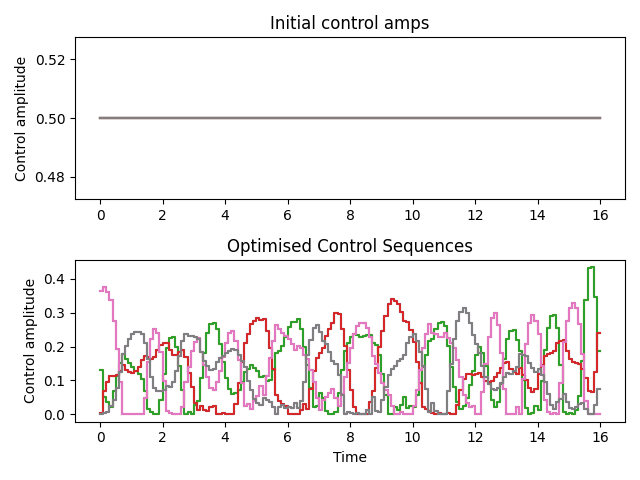 Initial control amps
Control amplitude
0.52
0.50
0.48
0 2 4 6 8 10 12 14 16
Optimised Control Sequences
Control amplitude
0.4
0.3
0.2
0.1
0.0
0 2 4 6 8 10 12 14 16
Time